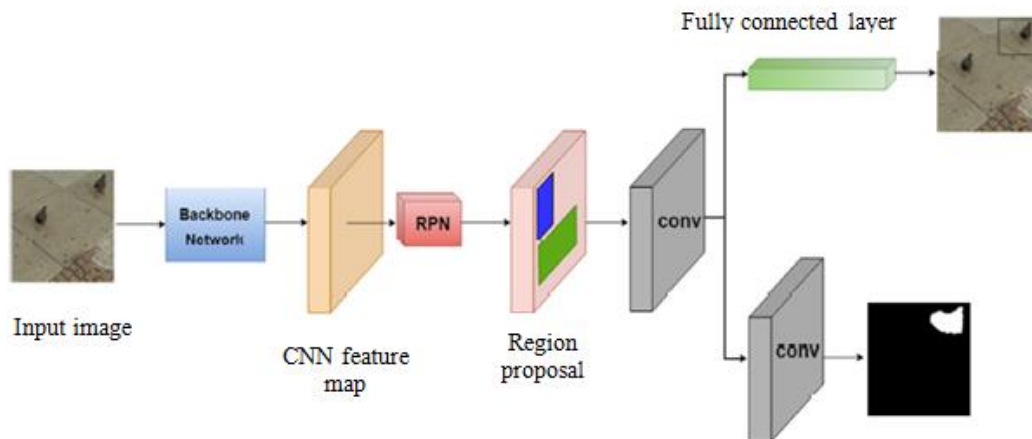 Fully connected layer
Backbone
Network
RPN
conv
Input image
CNN feature
map
Region
proposal
conv